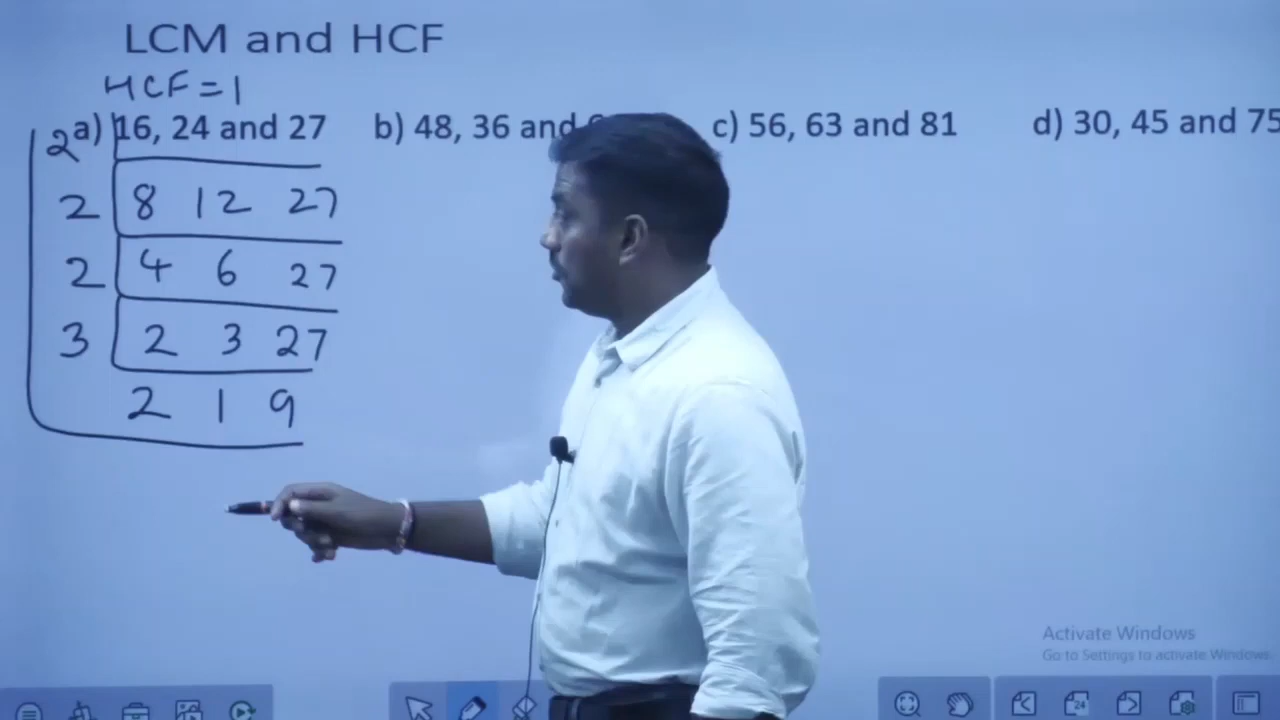 LCM and HCF
HCF = 1
a) 16, 24 and 27 b) 48, 36 and c) 56, 63 and 81 d) 30, 45 and 75
2
2 8 12 27
2 4 6 27
3 2 3 27
2 1 9
Activate Windows
Go to Settings to activate Windows.
24